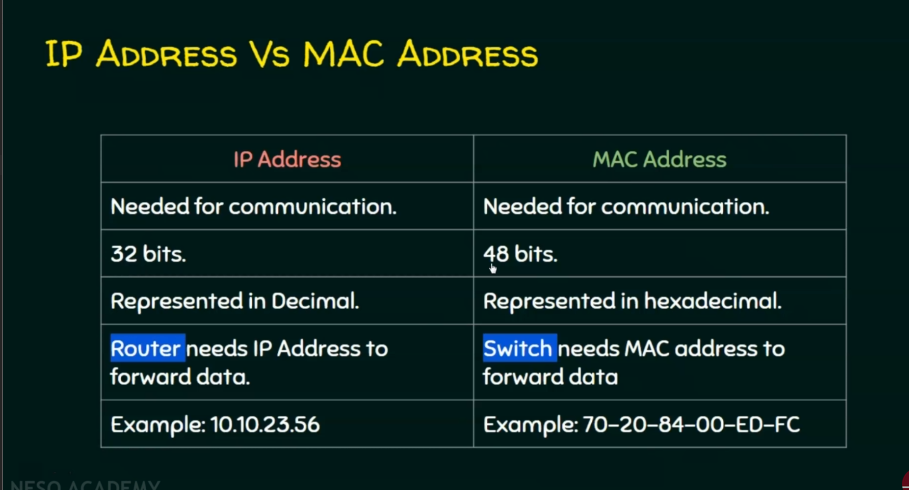 IP Address Vs MAC Address
IP Address
MAC Address
Needed for communication.
Needed for communication.
32 bits.
48 bits.
Represented in Decimal.
Represented in hexadecimal.
Router needs IP Address to
forward data.
Switch needs MAC address to
forward data
Example: 10.10.23.56
Example: 70-20-84-00-ED-FC
NESO ACADEMY